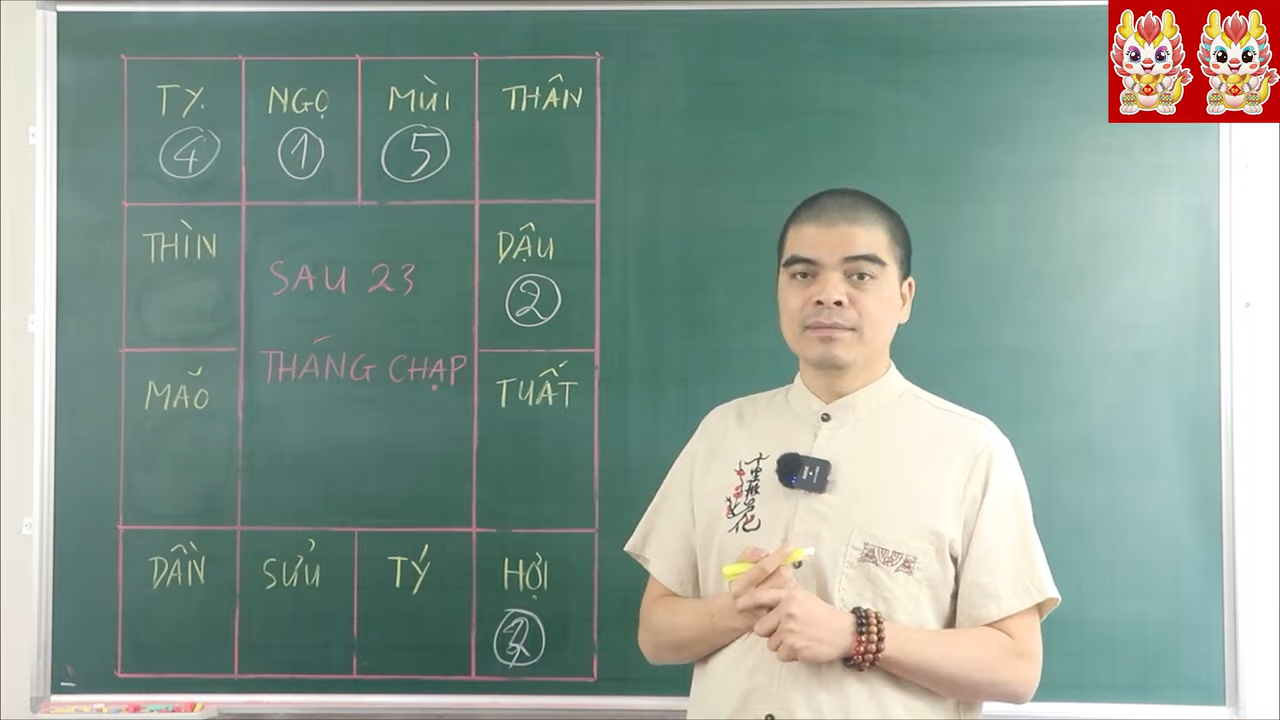 TỴ NGỌ MÙI THÂN
4 1 5
THÌN DẬU
2
SAU 23
THÁNG CHẠP
MÃO TUẤT
DẦN SỬU TÝ HỢI
3